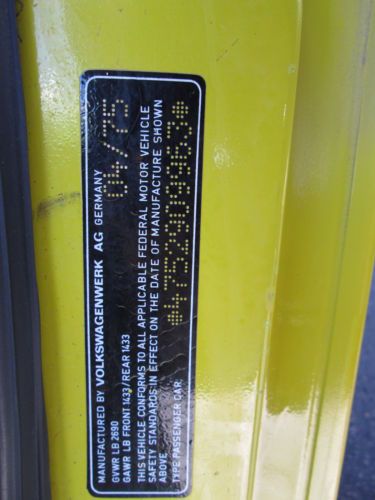 MANUFACTURED BY VOLKSWAGENWERK AG GERMANY
GVWR LB 2690 04/75
GAWR LB FRONT 1433/REAR 1433
THIS VEHICLE CONFORMS TO ALL APPLICABLE FEDERAL MOTOR VEHICLE
SAFETY STANDARDS IN EFFECT ON THE DATE OF MANUFACTURE SHOWN
ABOVE
TYPE PASSENGER CAR